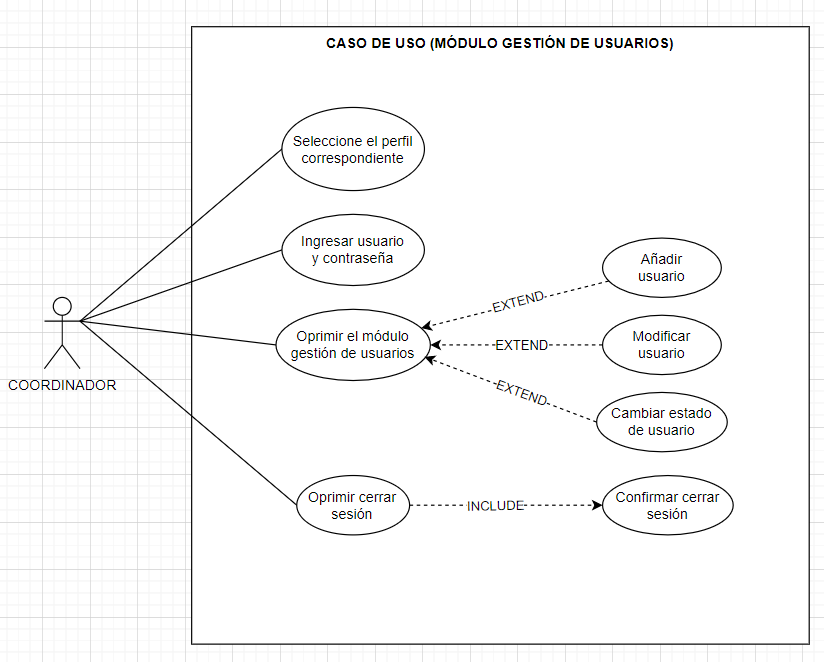 CASO DE USO (MÓDULO GESTIÓN DE USUARIOS)
Seleccione el perfil
correspondiente
Ingresar usuario
y contraseña
Añadir
usuario
EXTEND
Oprimir el módulo
gestión de usuarios
EXTEND
Modificar
usuario
EXTEND
Cambiar estado
de usuario
COORDINADOR
Oprimir cerrar
sesión
INCLUDE
Confirmar cerrar
sesión